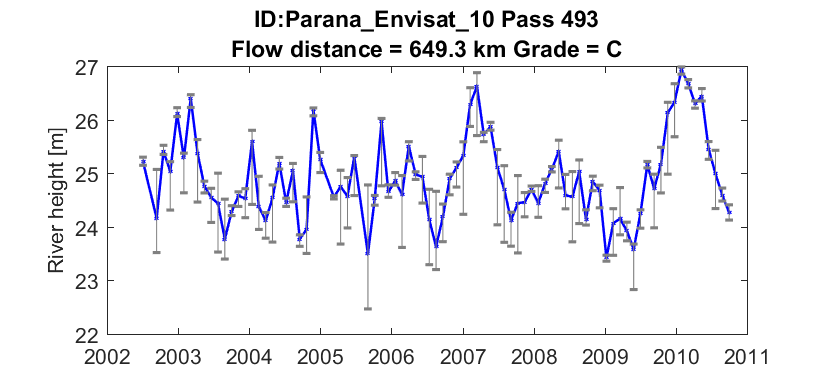 ID:Parana_Envisat_10 Pass 493
Flow distance = 649.3 km Grade = C
River height [m]
27
26
25
24
23
22
2002 2003 2004 2005 2006 2007 2008 2009 2010 2011